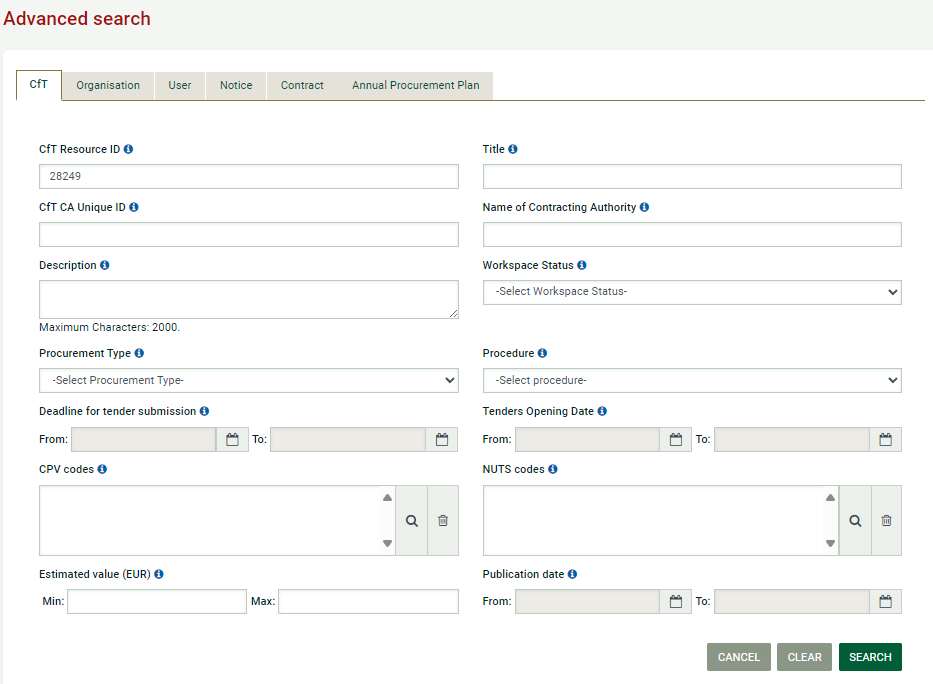 Advanced search
CfT Organisation User Notice Contract Annual Procurement Plan
CfT Resource ID Title
28249
CfT CA Unique ID Name of Contracting Authority
Description Workspace Status
-Select Workspace Status-
Maximum Characters: 2000.
Procurement Type Procedure
-Select Procurement Type- -Select procedure-
Deadline for tender submission Tenders Opening Date
From: To: From: To:
CPV codes NUTS codes
Estimated value (EUR) Publication date
Min: Max: From: To:
CANCEL CLEAR SEARCH